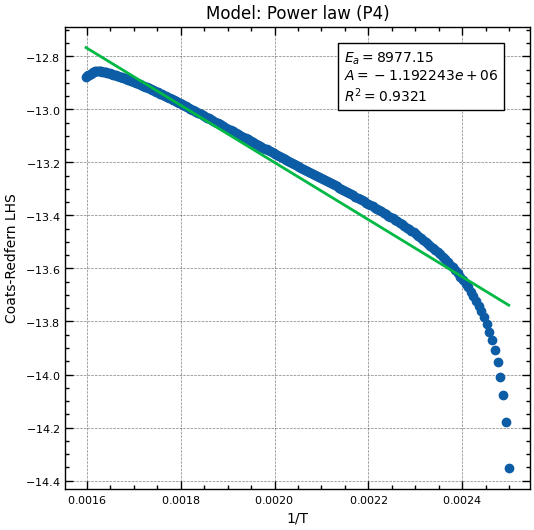 Model: Power law (P4)
E_a = 8977.15
A = −1.192243e + 06
R² = 0.9321
Coats-Redfern LHS
−12.8
−13.0
−13.2
−13.4
−13.6
−13.8
−14.0
−14.2
−14.4
0.0016 0.0018 0.0020 0.0022 0.0024
1/T